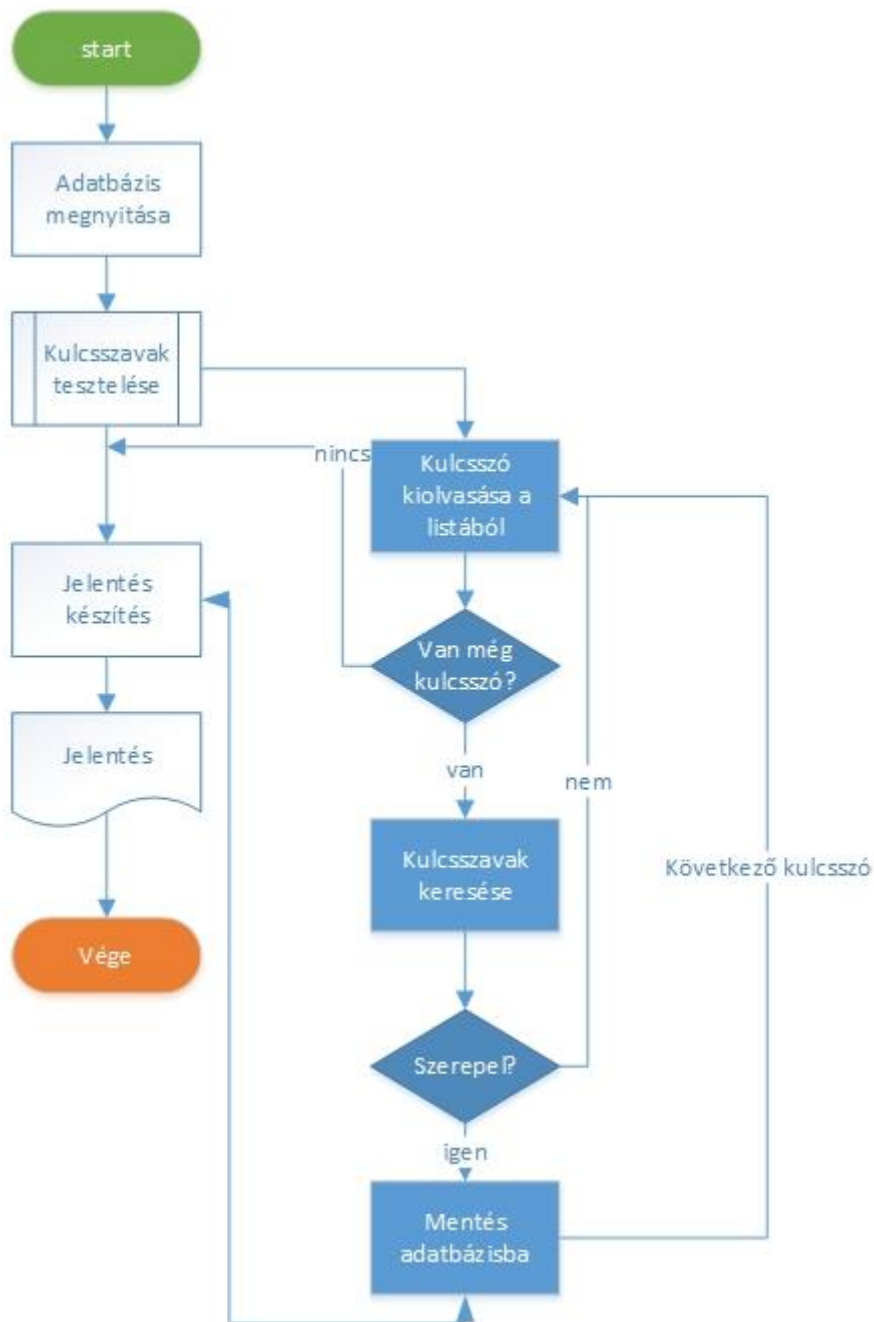 start
Adatbázis
megnyitása
Kulcsszavak
tesztelése
Jelentés
készítés
Jelentés
Vége
nincs
Kulcsszó
kiolvasása a
listából
Van még
kulcsszó?
van
Kulcsszavak
keresése
Szerepel?
igen
Mentés
adatbázisba
nem
Következő kulcsszó